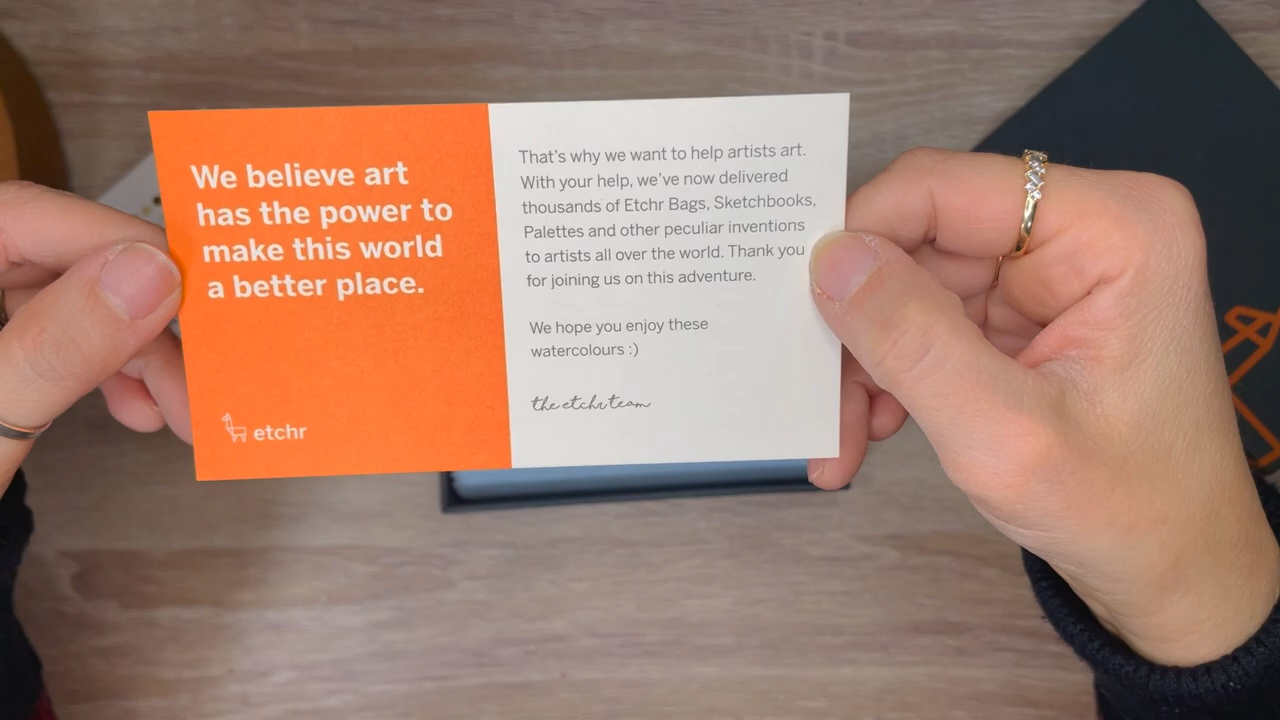 We believe art
has the power to
make this world
a better place.
etchr
That's why we want to help artists art.
With your help, we've now delivered
thousands of Etchr Bags, Sketchbooks,
Palettes and other peculiar inventions
to artists all over the world. Thank you
for joining us on this adventure.
We hope you enjoy these
watercolours :)
the etchr team